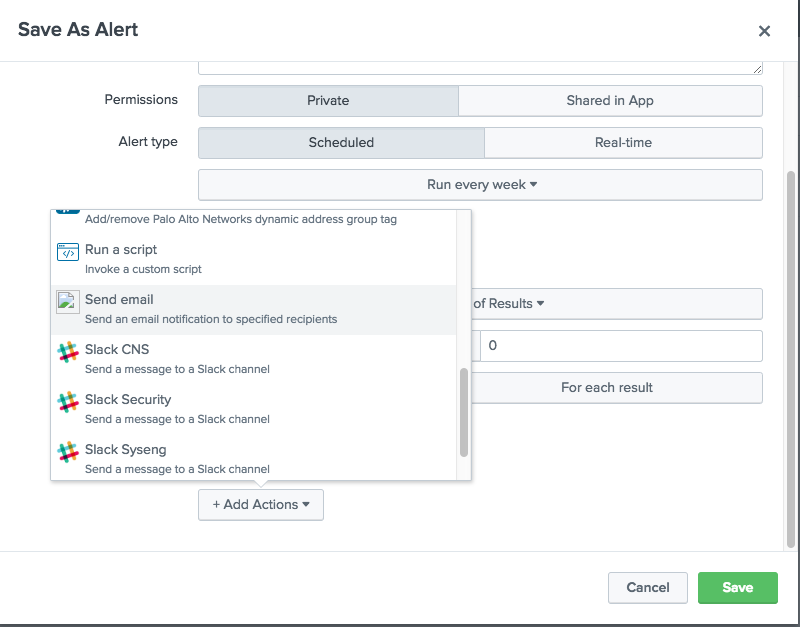 Save As Alert
Permissions
Private
Shared in App
Alert type
Scheduled
Real-time
Run every week
Add/remove Palo Alto Networks dynamic address group tag
Run a script
Invoke a custom script
Send email
Send an email notification to specified recipients
of Results
Slack CNS
Send a message to a Slack channel
0
Slack Security
Send a message to a Slack channel
For each result
Slack Syseng
Send a message to a Slack channel
+ Add Actions
Cancel
Save